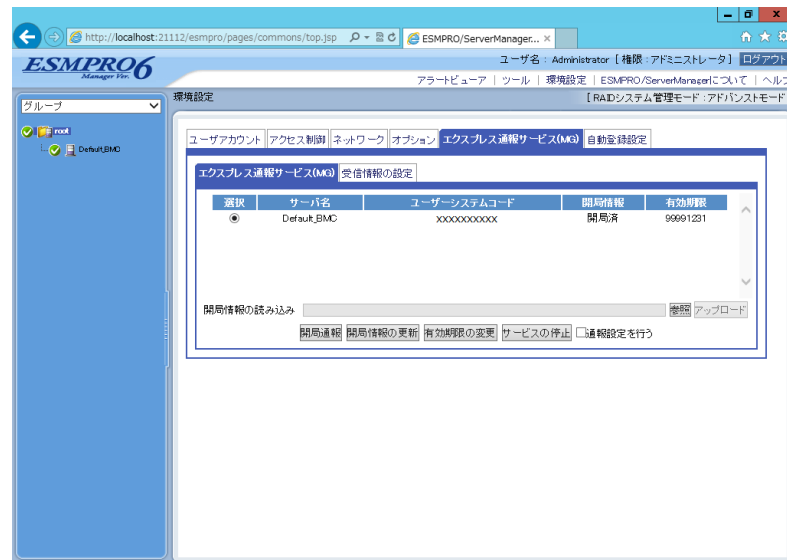 http://localhost:21112/espro/pages/commons/top.jsp
ESMPRO/ServerManager...
ESMPRO6
Manager Ver.
ユーザ名 : Administrator [ 権限 : アドミニストレータ ] ログアウト
アラートビューア | ツール | 環境設定 | ESMPRO/ServerManagerについて | ヘルプ
グループ
環境設定
[ RAIDシステム管理モード : アドバンストモード
root
Default_BMC
ユーザアカウント アクセス制御 ネットワーク オプション エクスプレス通報サービス(MG) 自動登録設定
エクスプレス通報サービス(MG) 受信情報の設定
選択 サーバ名 ユーザーシステムコード 開局情報 有効期限
Default_BMC XXXXXXXXXX 開局済 99991231
開局情報の読み込み 参照 アップロード
開局通報 開局情報の更新 有効期限の変更 サービスの停止 通報設定を行う